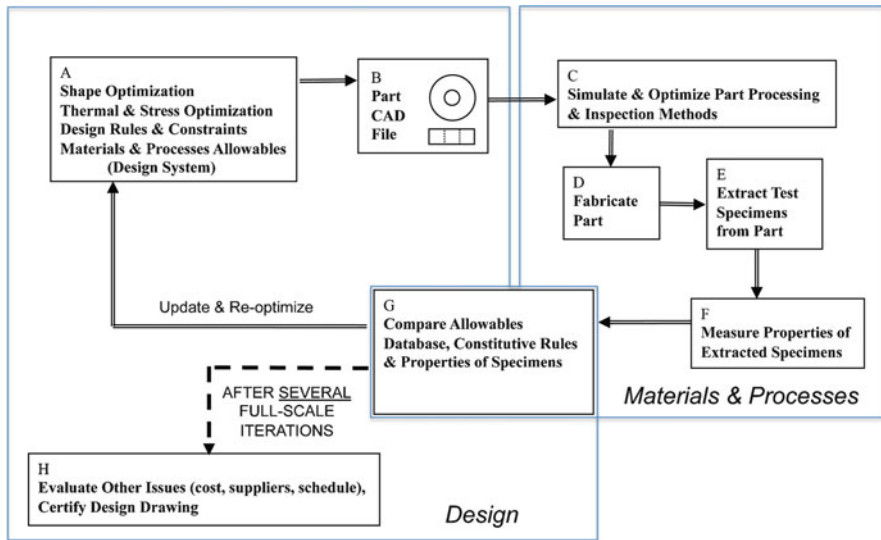 A
Shape Optimization
Thermal & Stress Optimization
Design Rules & Constraints
Materials & Processes Allowables
(Design System)
B
Part
CAD
File
C
Simulate & Optimize Part Processing
& Inspection Methods
D
Fabricate
Part
E
Extract Test
Specimens
from Part
F
Measure Properties of
Extracted Specimens
Materials & Processes
G
Compare Allowables
Database, Constitutive Rules
& Properties of Specimens
Update & Re-optimize
AFTER SEVERAL
FULL-SCALE
ITERATIONS
H
Evaluate Other Issues (cost, suppliers, schedule),
Certify Design Drawing
Design